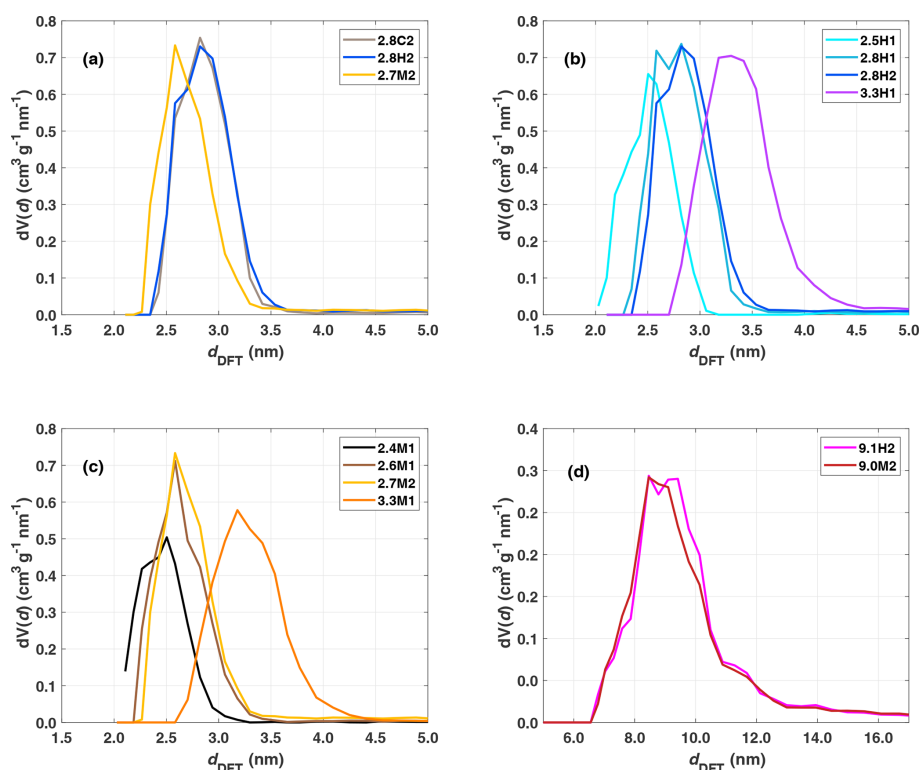 (a)
2.8C2
2.8H2
2.7M2
0.8
0.7
0.6
0.5
0.4
0.3
0.2
0.1
0.0
dV(d) (cm³ g⁻¹ nm⁻¹)
1.5 2.0 2.5 3.0 3.5 4.0 4.5 5.0
d_DFT (nm)
(b)
2.5H1
2.8H1
2.8H2
3.3H1
0.8
0.7
0.6
0.5
0.4
0.3
0.2
0.1
0.0
dV(d) (cm³ g⁻¹ nm⁻¹)
1.5 2.0 2.5 3.0 3.5 4.0 4.5 5.0
d_DFT (nm)
(c)
2.4M1
2.6M1
2.7M2
3.3M1
0.8
0.7
0.6
0.5
0.4
0.3
0.2
0.1
0.0
dV(d) (cm³ g⁻¹ nm⁻¹)
1.5 2.0 2.5 3.0 3.5 4.0 4.5 5.0
d_DFT (nm)
(d)
9.1H2
9.0M2
0.4
0.3
0.2
0.2
0.1
0.0
0.0
dV(d) (cm³ g⁻¹ nm⁻¹)
6.0 8.0 10.0 12.0 14.0 16.0
d_DFT (nm)